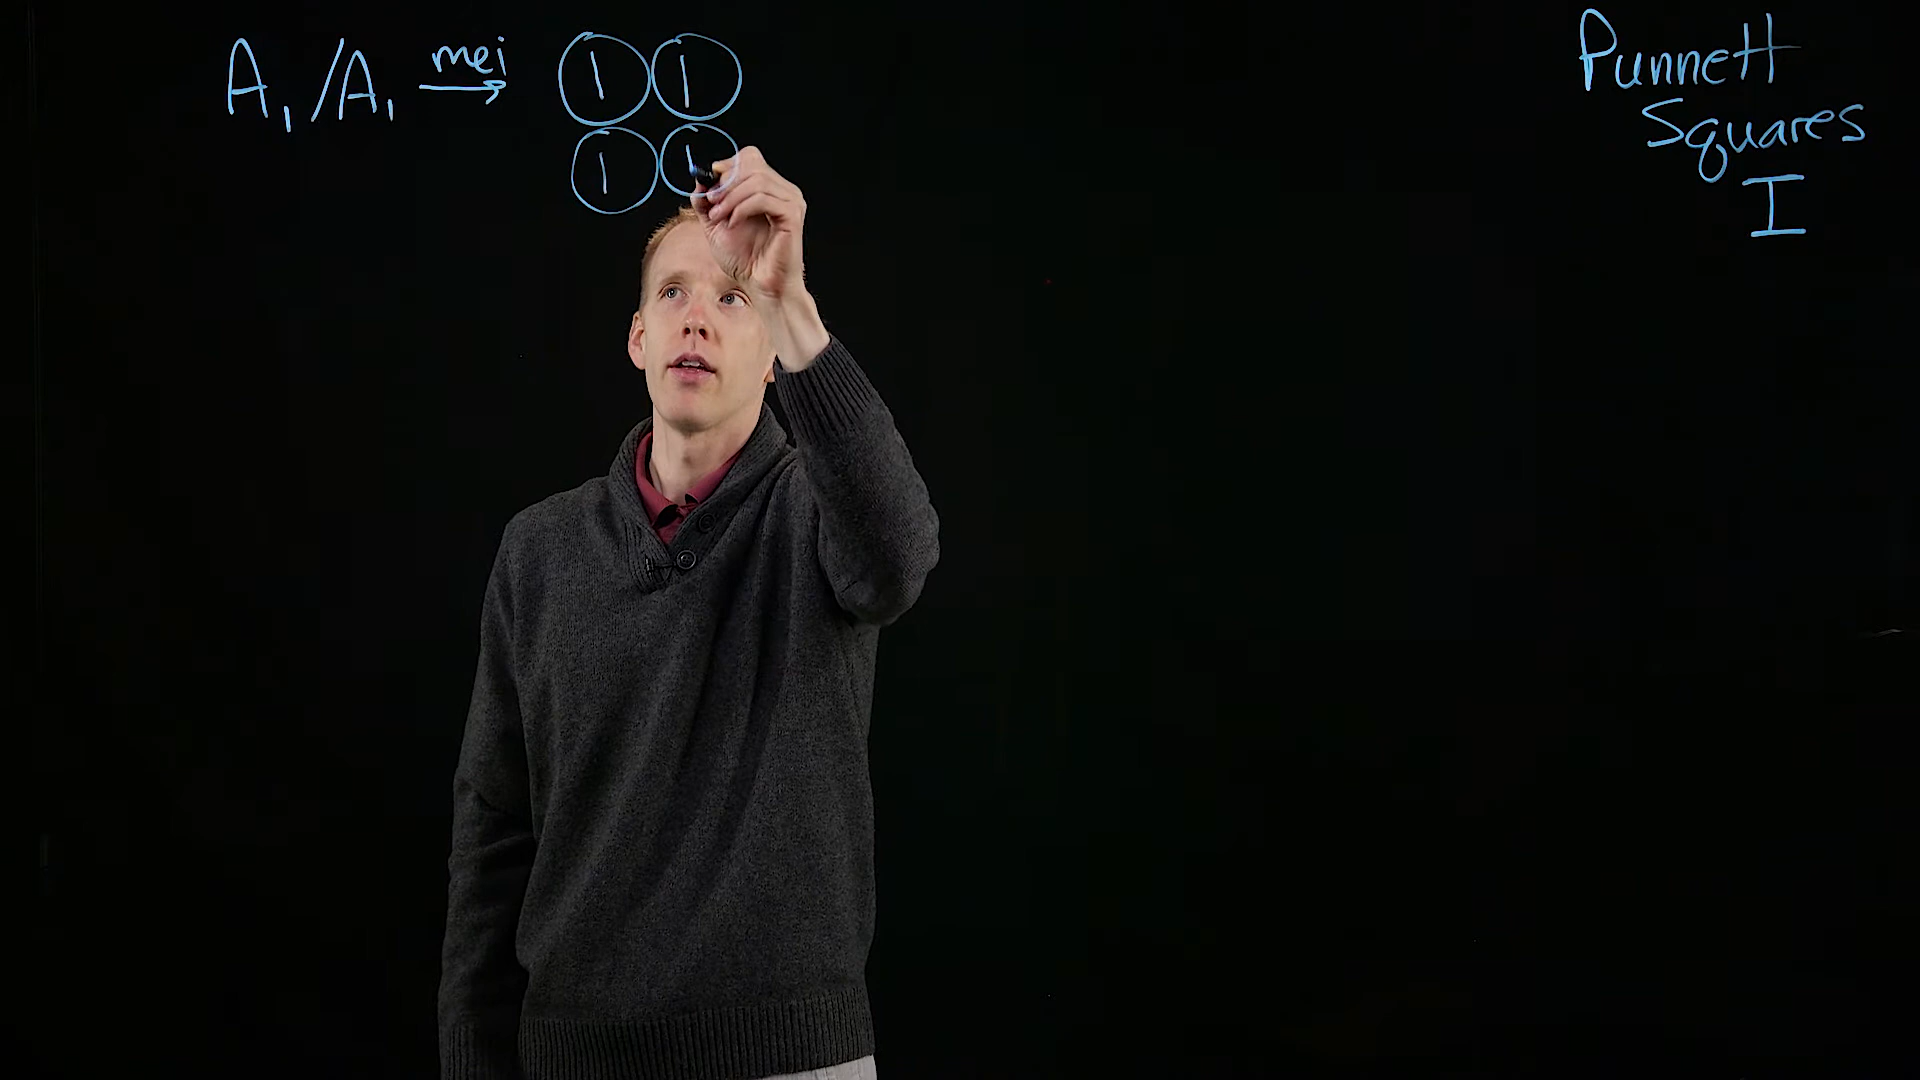 A₁/A₁ mei → 1 1
1 1
Punnett
Squares
I